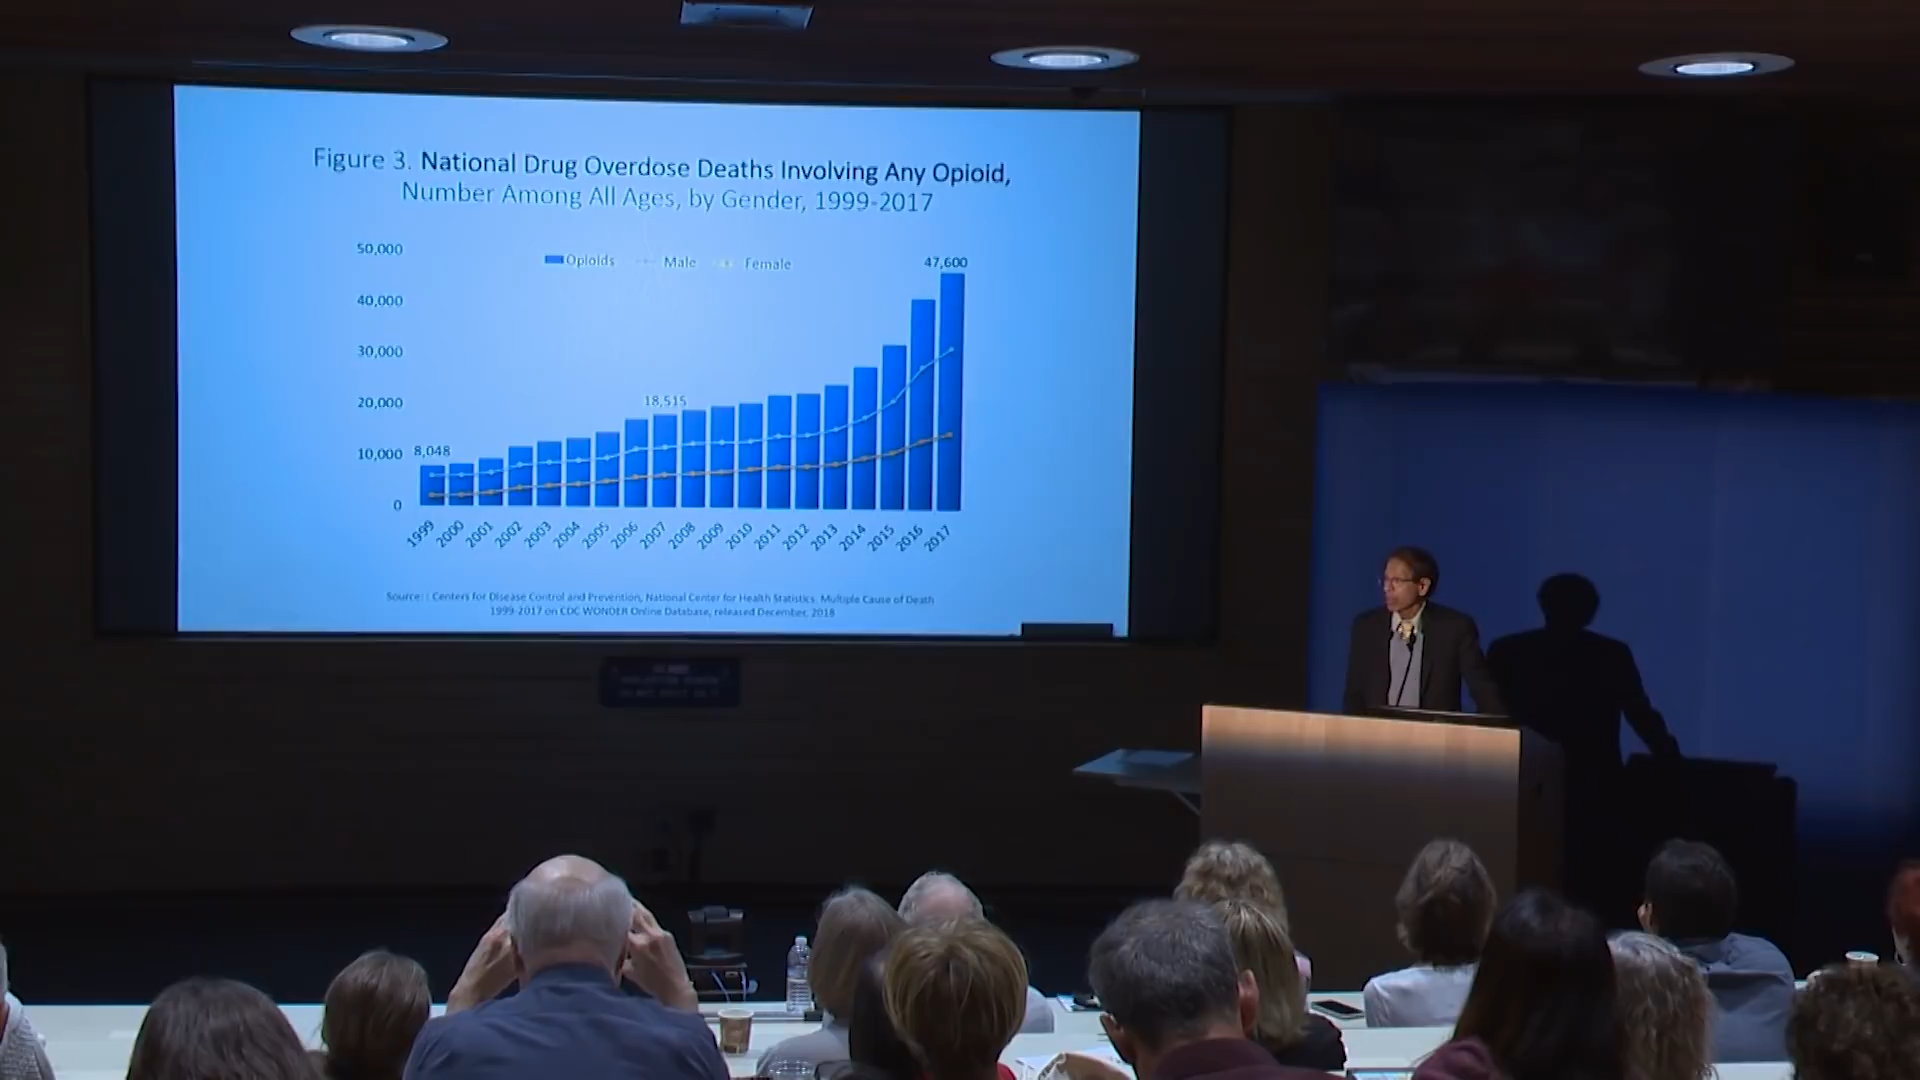 Figure 3. National Drug Overdose Deaths Involving Any Opioid,
Number Among All Ages, by Gender, 1999-2017
50,000
40,000
30,000
20,000
10,000
0
Opioids Male Female
8,048
18,515
47,600
1999 2000 2001 2002 2003 2004 2005 2006 2007 2008 2009 2010 2011 2012 2013 2014 2015 2016 2017
Source: : Centers for Disease Control and Prevention, National Center for Health Statistics. Multiple Cause of Death
1999-2017 on CDC WONDER Online Database, released December, 2018